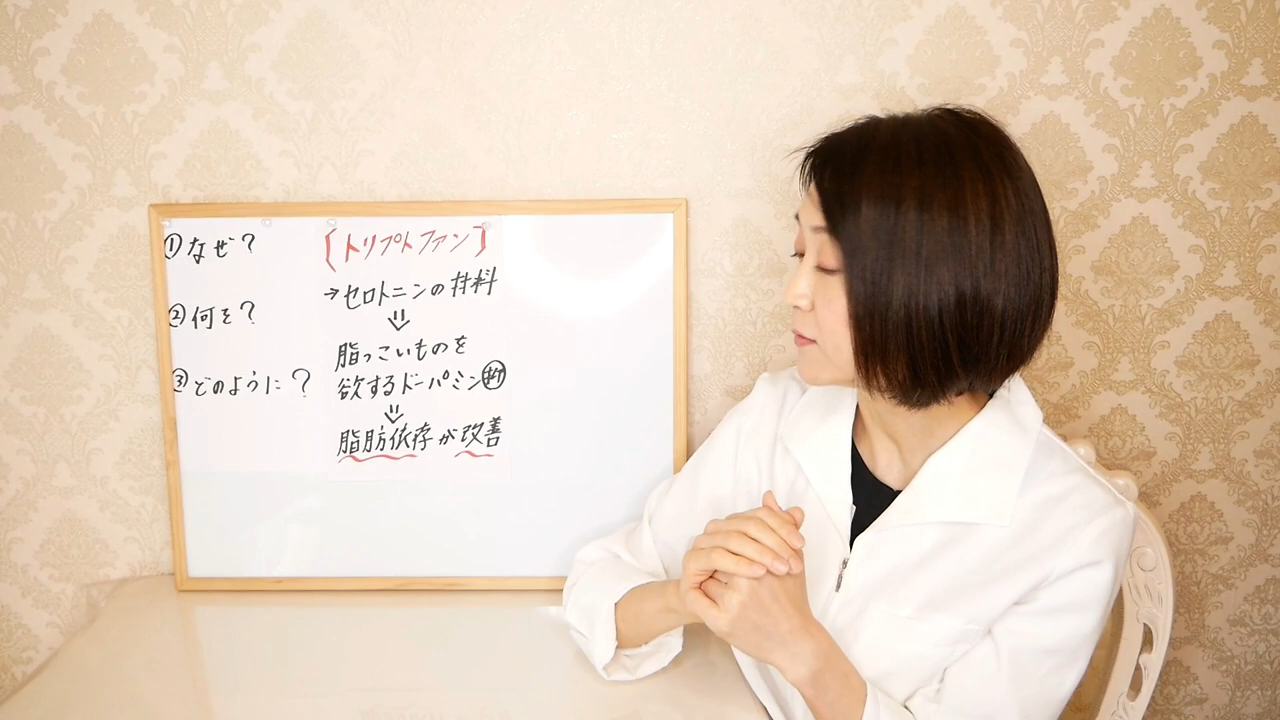 ①なぜ?
②何を?
③どのように?
[トリプトファン]
→セロトニンの材料
脂っこいものを
欲するドーパミン抑
脂肪依存が改善